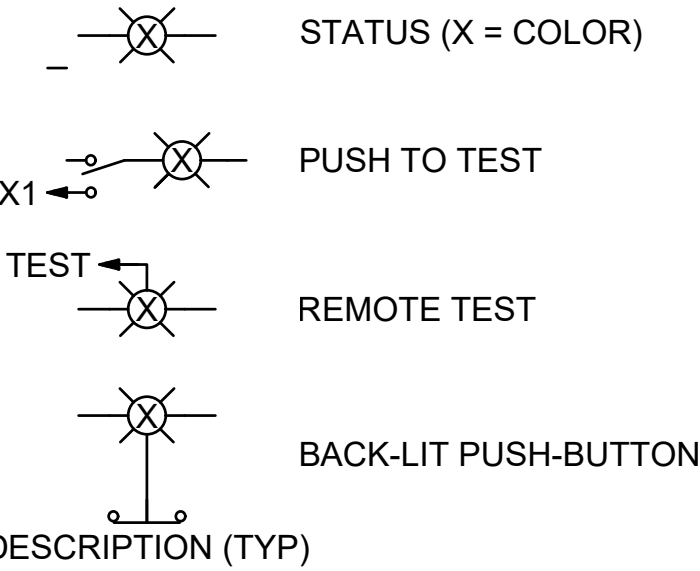 X
STATUS (X = COLOR)
X
PUSH TO TEST
X1
TEST
X
REMOTE TEST
X
BACK-LIT PUSH-BUTTON
DESCRIPTION (TYP)